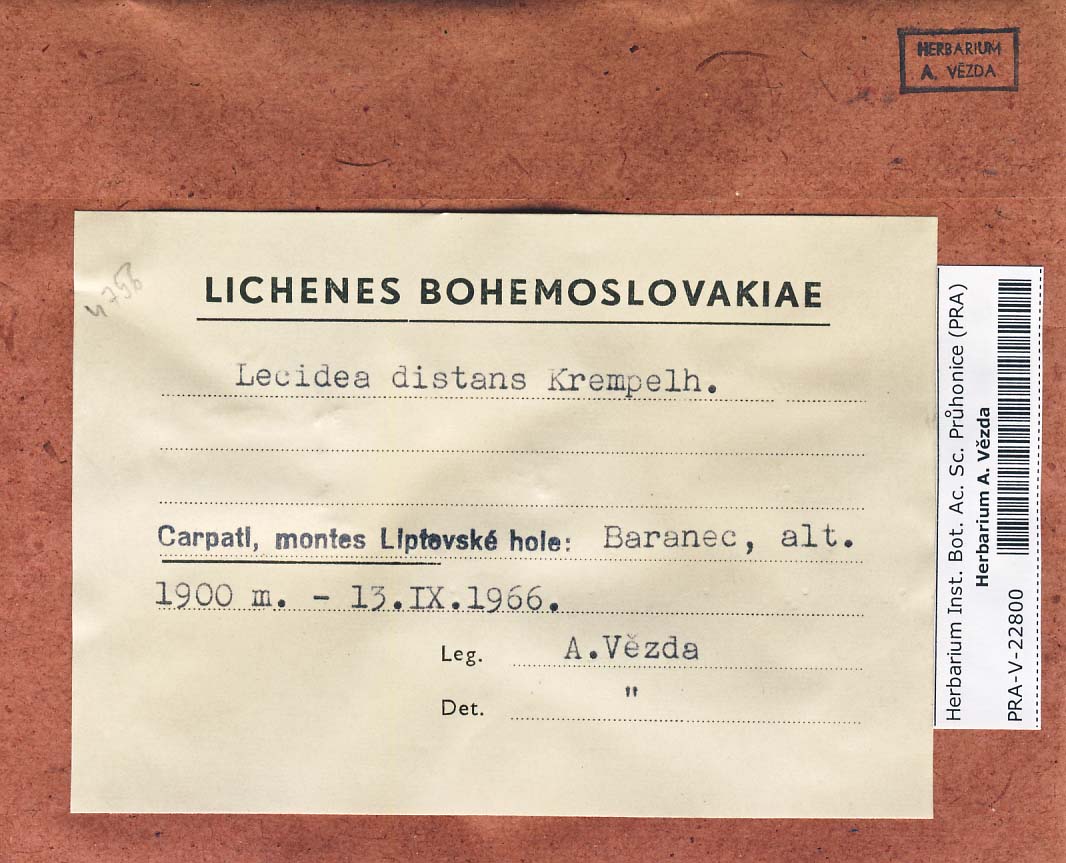 HERBARIUM
A. VĚZDA
4756
LICHENES BOHEMOSLOVAKIAE
Lecidea distans Krempelh.
Carpati, montes Liptovské hole: Baranec, alt.
1900 m. - 13.IX.1966.
Leg. A.Vězda
Det. "
Herbarium Inst. Bot. Ac. Sc. Průhonice (PRA)
Herbarium A. Vězda
PRA-V-22800